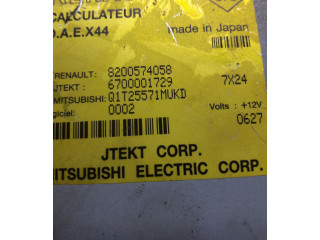 CALCULATEUR
D.A.E.X44
made in Japan
RENAULT: 8200574058
JTEKT : 6700001729 7X24
MITSUBISHI: Q1T25571MUKD
logiciel: 0002 Volts : +12V
0627
JTEKT CORP.
MITSUBISHI ELECTRIC CORP.